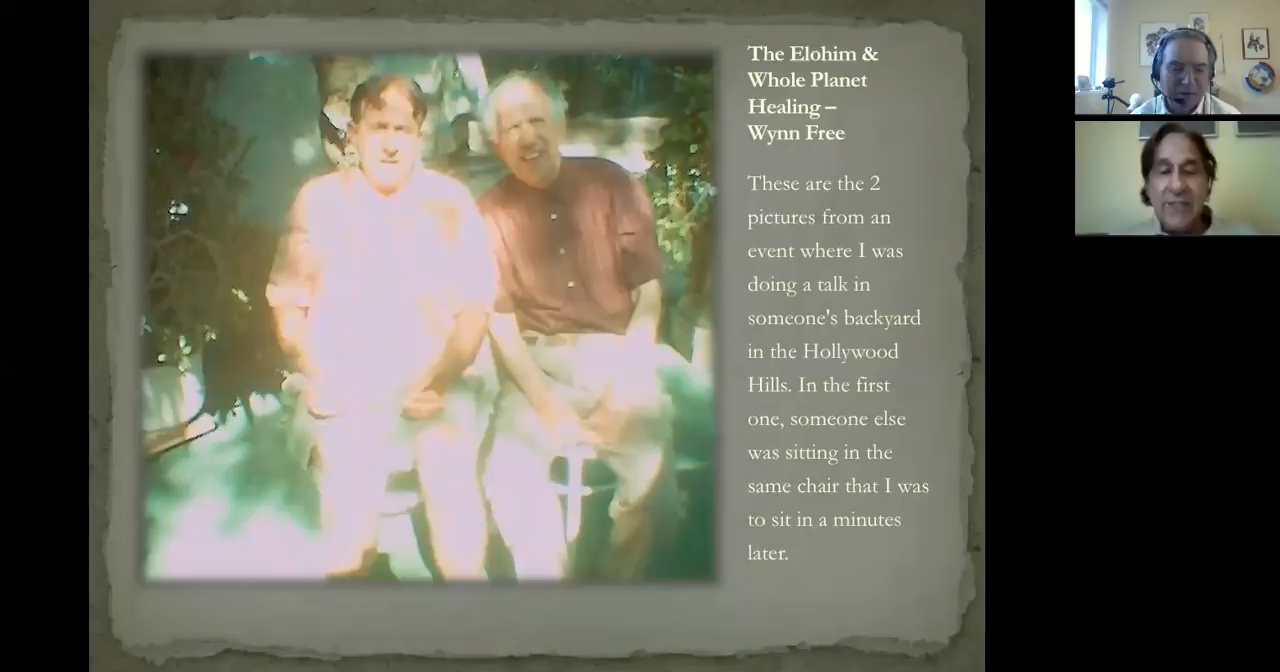 The Elohim &
Whole Planet
Healing –
Wynn Free
These are the 2
pictures from an
event where I was
doing a talk in
someone's backyard
in the Hollywood
Hills. In the first
one, someone else
was sitting in the
same chair that I was
to sit in a minutes
later.